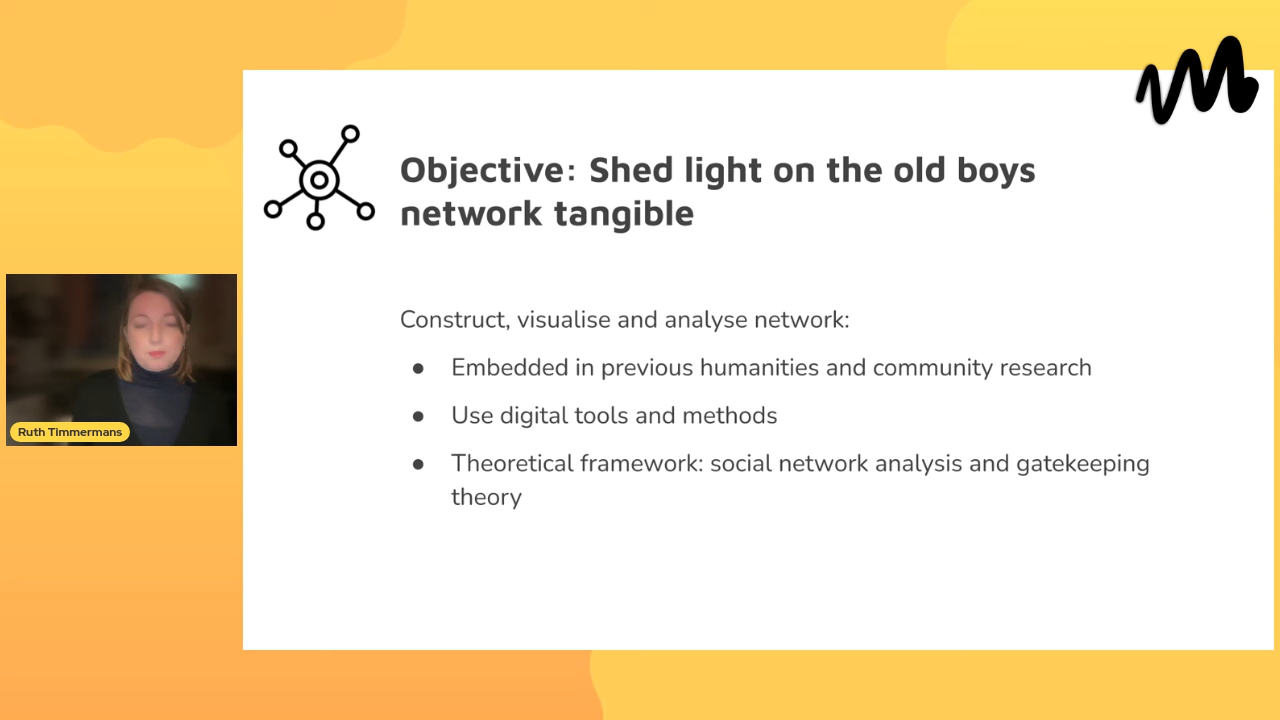 Objective: Shed light on the old boys
network tangible
Construct, visualise and analyse network:
● Embedded in previous humanities and community research
● Use digital tools and methods
● Theoretical framework: social network analysis and gatekeeping
theory
Ruth Timmermans